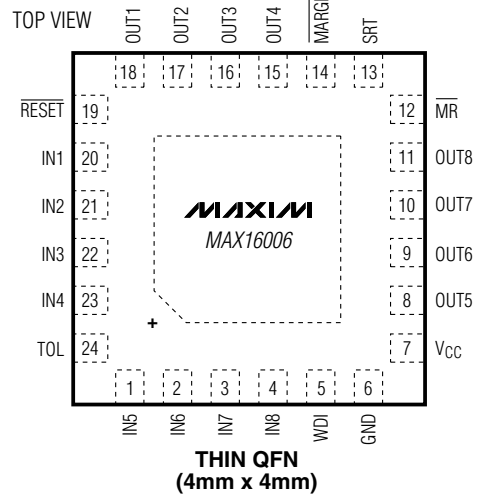 TOP VIEW
OUT1
OUT2
OUT3
OUT4
SRT
18
17
16
15
14
13
RESET
19
12
MR
IN1
20
11
OUT8
IN2
21
10
OUT7
MAXIM
MAX16006
IN3
22
9
OUT6
IN4
23
8
OUT5
TOL
24
+
7
VCC
1
2
3
4
5
6
IN5
IN6
IN7
IN8
WDI
GND
THIN QFN
(4mm x 4mm)